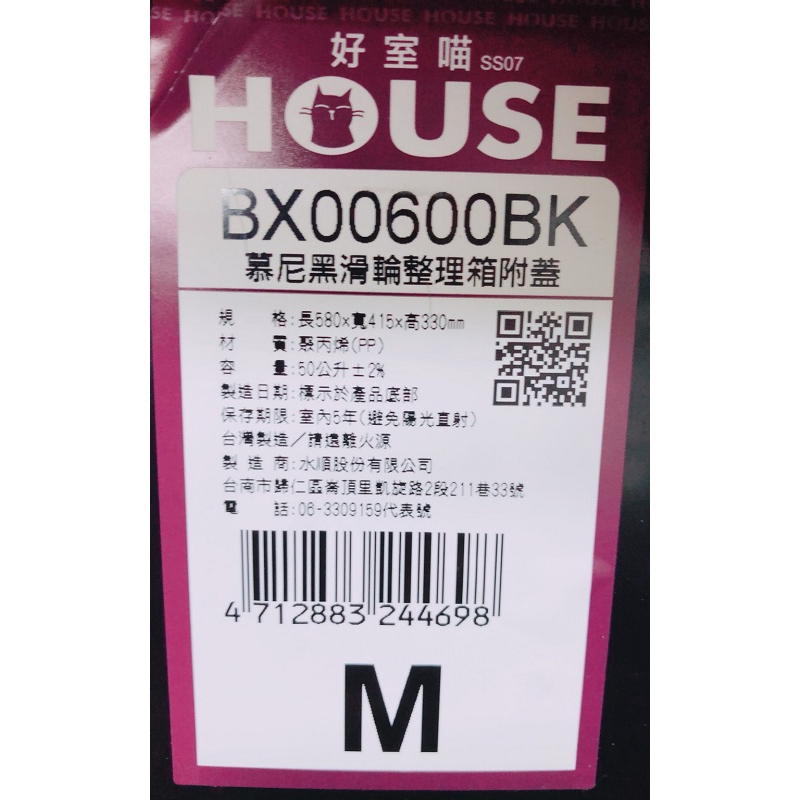 HOUSE HOUSE HOUSE HOUSE HOUSE HOUSE
好室喵 SS07
HOUSE
BX00600BK
慕尼黑滑輪整理箱附蓋
規 格:長580x寬415x高330mm
材 質:聚丙烯(PP)
容 量:50公升±2%
製造日期:標示於產品底部
保存期限:室內5年(避免陽光直射)
台灣製造/請遠離火源
製 造 商:水順股份有限公司
台南市歸仁區崙頂里凱旋路2段211巷33號
電 話:06-3309159代表號
4 712883 244698
M